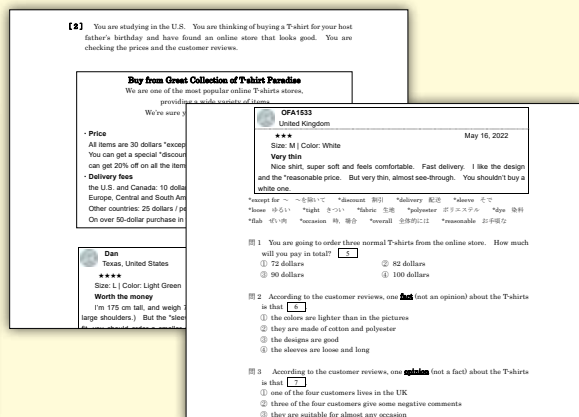 【2】 You are studying in the U.S. You are thinking of buying a T-shirt for your host
father's birthday and have found an online store that looks good. You are
checking the prices and the customer reviews.
Buy from Great Collection of T-shirt Paradise
We are one of the most popular online T-shirts stores,
providing a wide variety of items.
We're sure y
・Price
All items are 30 dollars *excep
You can get a special *discoun
can get 20% off on all the item
・Delivery fees
the U.S. and Canada: 10 dolla
Europe, Central and South Am
Other countries: 25 dollars / pe
On over 50-dollar purchase in
Dan
Texas, United States
★★★★
Size: L | Color: Light Green
Worth the money
I'm 175 cm tall, and weigh 7
large shoulders.) But the *slee
OFA1533
United Kingdom
★★★ May 16, 2022
Size: M | Color: White
Very thin
Nice shirt, super soft and feels comfortable. Fast delivery. I like the design
and the *reasonable price. But very thin, almost see-through. You shouldn't buy a
white one.
*except for ～ ～を除いて *discount 割引 *delivery 配送 *sleeve そで
*loose ゆるい *tight きつい *fabric 生地 *polyester ポリエステル *dye 染料
*flab ぜい肉 *occasion 時、場合 *overall 全体的には *reasonable お手頃な
問 1 You are going to order three normal T-shirts from the online store. How much
will you pay in total? 5
① 72 dollars ② 82 dollars
③ 90 dollars ④ 100 dollars
問 2 According to the customer reviews, one fact (not an opinion) about the T-shirts
is that 6
① the colors are lighter than in the pictures
② they are made of cotton and polyester
③ the designs are good
④ the sleeves are loose and long
問 3 According to the customer reviews, one opinion (not a fact) about the T-shirts
is that 7
① one of the four customers lives in the UK
② three of the four customers give some negative comments
③ they are suitable for almost any occasion